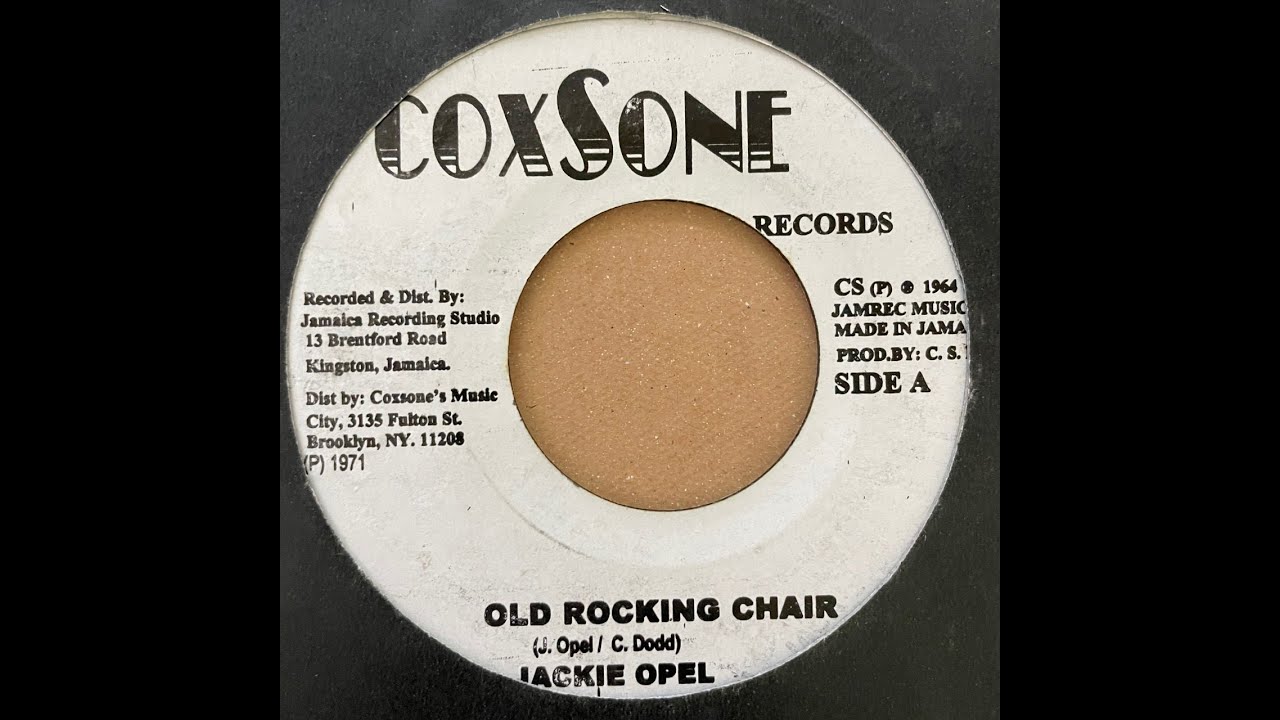 COXSONE
RECORDS
Recorded & Dist. By:
Jamaica Recording Studio
13 Brentford Road
Kingston, Jamaica.
Dist by: Coxsone's Music
City, 3135 Fulton St.
Brooklyn, NY. 11208
(P) 1971
CS (P) ® 1964
JAMREC MUSIC
MADE IN JAMA
PROD.BY: C. S.
SIDE A
OLD ROCKING CHAIR
(J. Opel / C. Dodd)
JACKIE OPEL